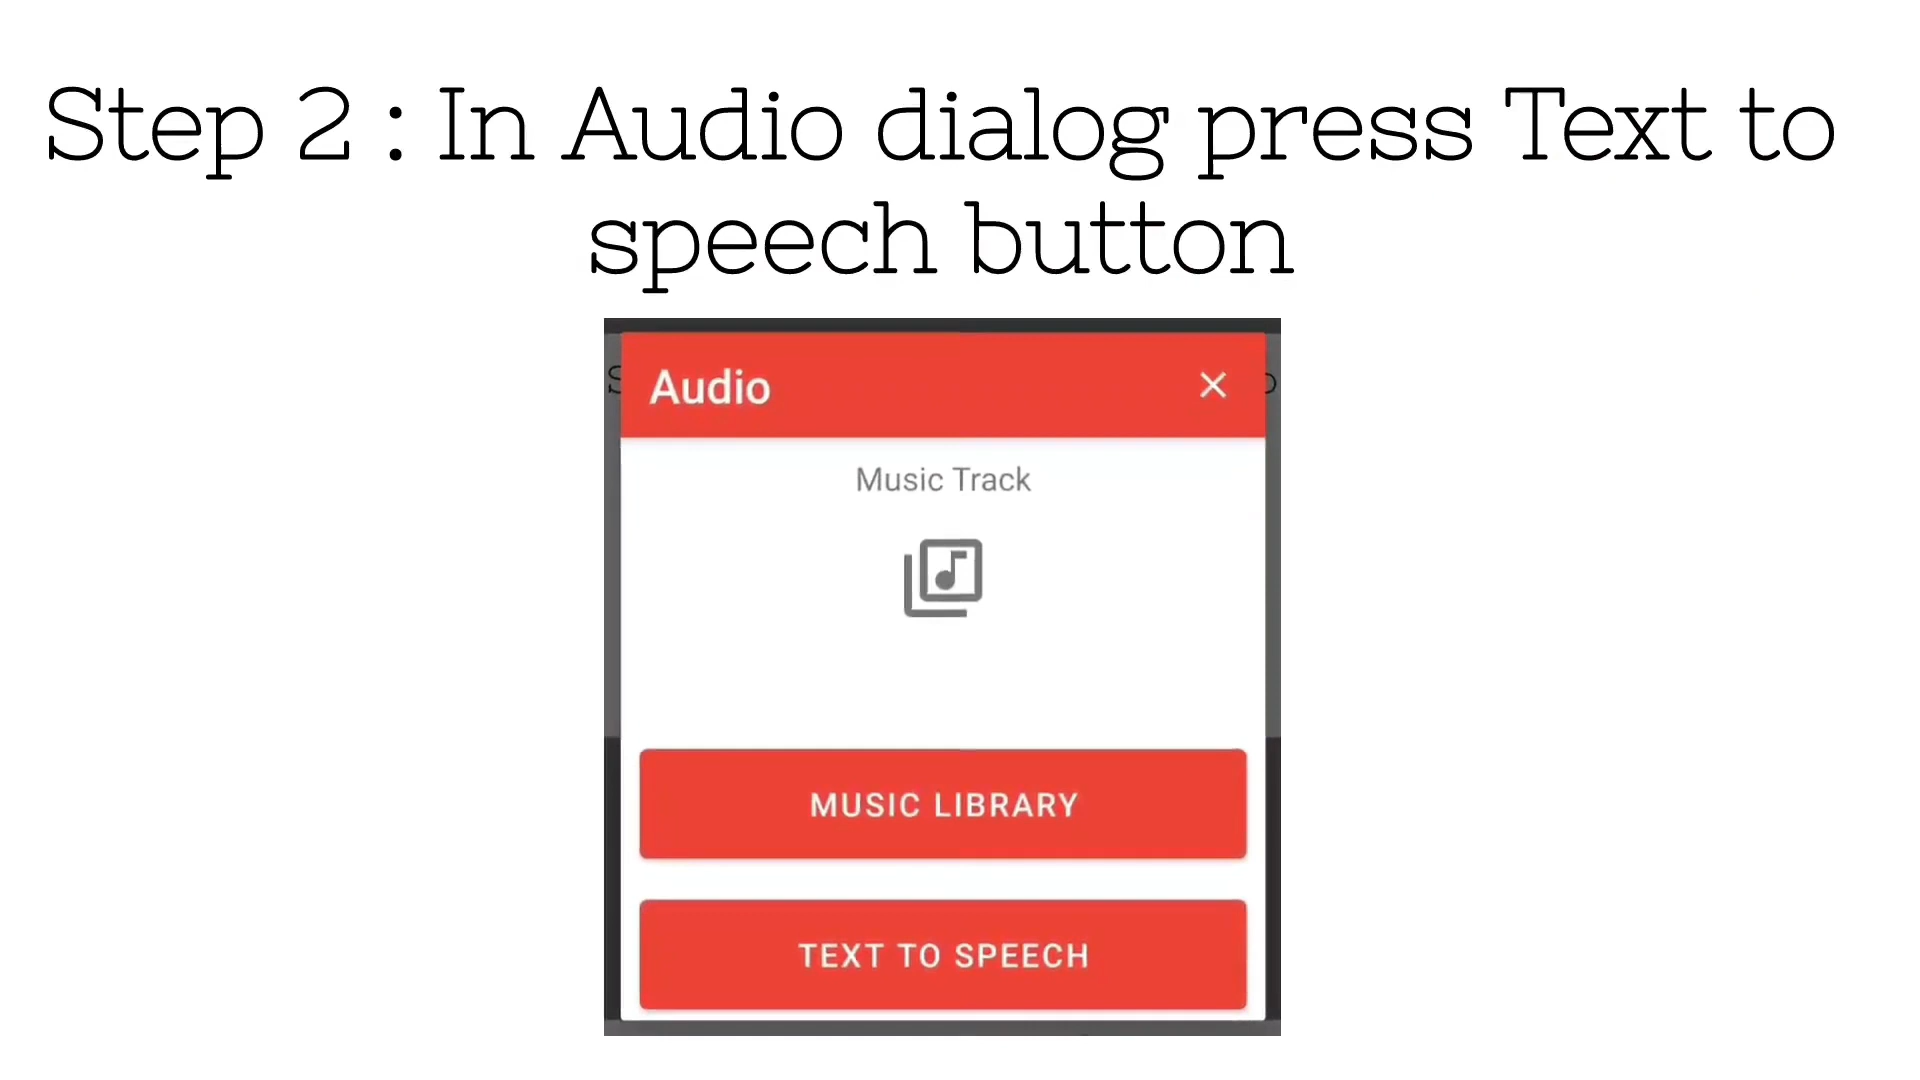 Step 2 : In Audio dialog press Text to
speech button
Audio
Music Track
MUSIC LIBRARY
TEXT TO SPEECH